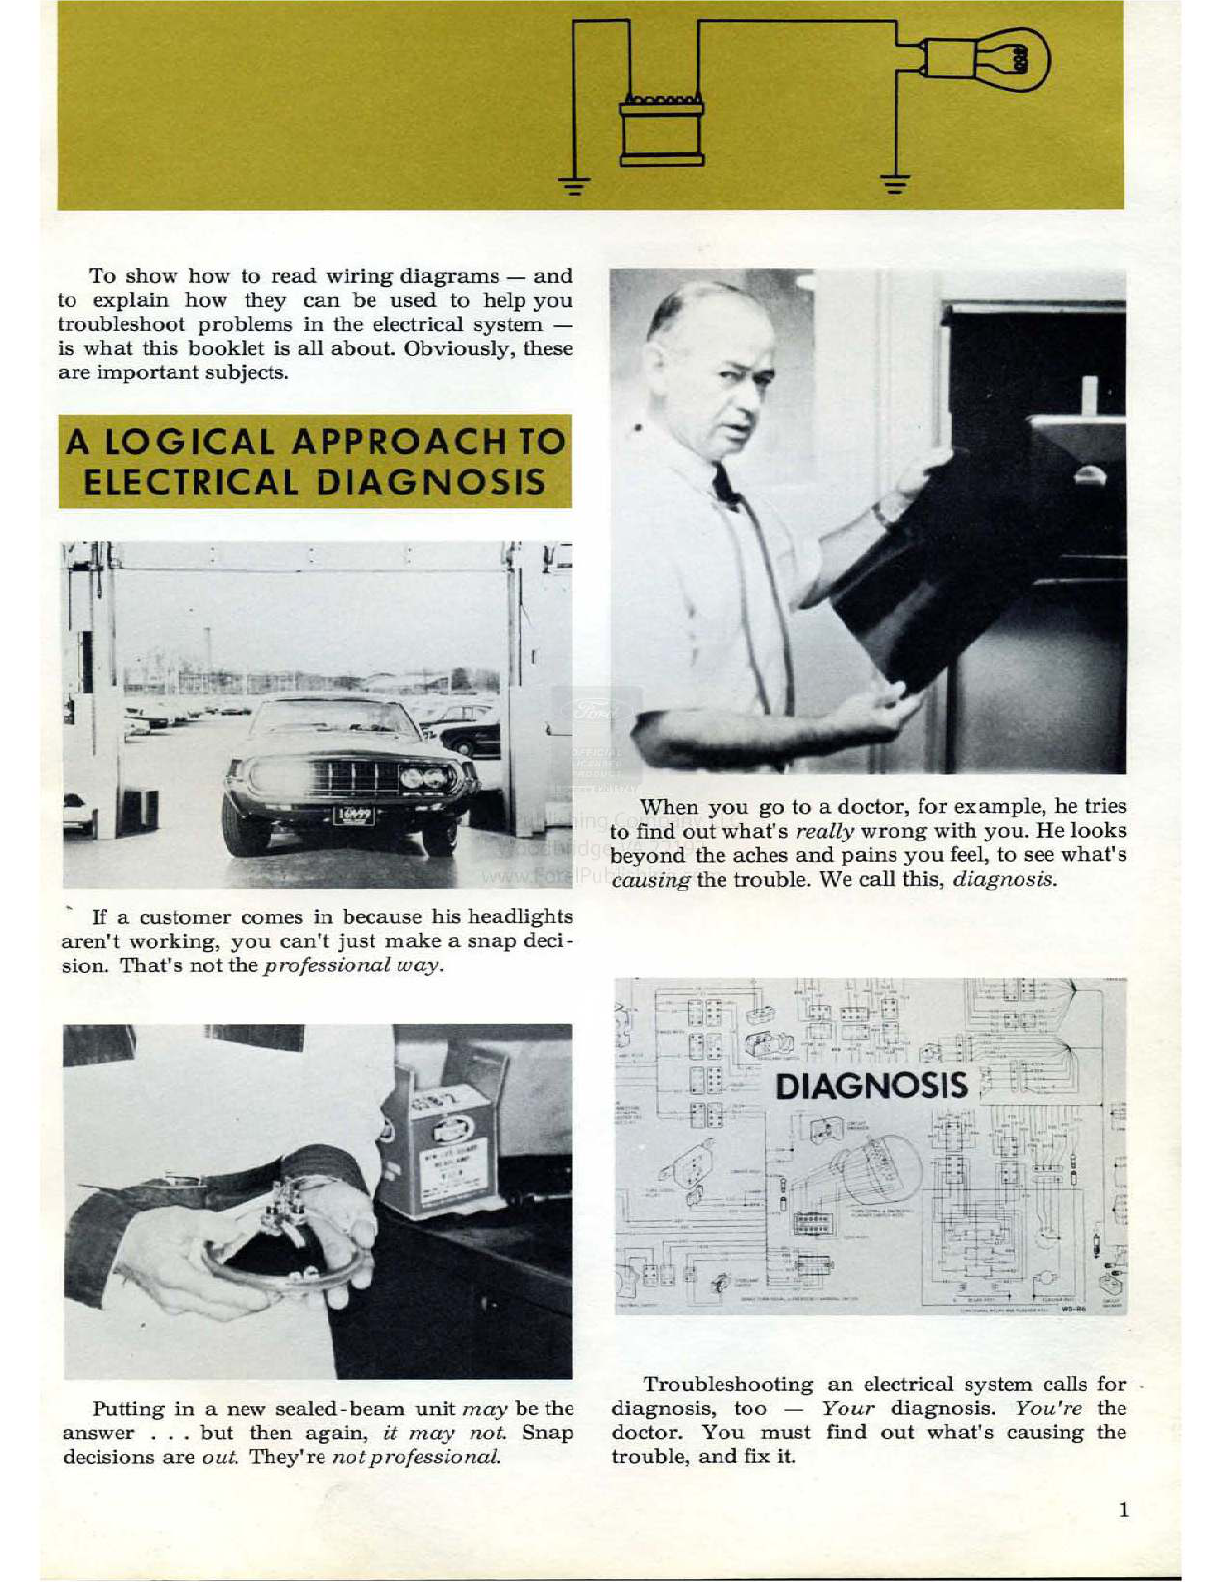 To show how to read wiring diagrams — and
to explain how they can be used to help you
troubleshoot problems in the electrical system —
is what this booklet is all about. Obviously, these
are important subjects.
A LOGICAL APPROACH TO
ELECTRICAL DIAGNOSIS
If a customer comes in because his headlights
aren't working, you can't just make a snap deci-
sion. That's not the professional way.
Putting in a new sealed-beam unit may be the
answer . . . but then again, it may not. Snap
decisions are out. They're not professional.
When you go to a doctor, for example, he tries
to find out what's really wrong with you. He looks
beyond the aches and pains you feel, to see what's
causing the trouble. We call this, diagnosis.
DIAGNOSIS
Troubleshooting an electrical system calls for
diagnosis, too — Your diagnosis. You're the
doctor. You must find out what's causing the
trouble, and fix it.
1